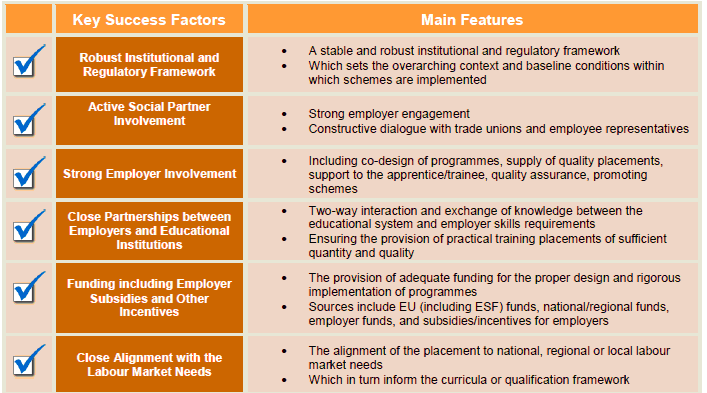 Key Success Factors
Main Features
Robust Institutional and
Regulatory Framework
• A stable and robust institutional and regulatory framework
• Which sets the overarching context and baseline conditions within
which schemes are implemented
Active Social Partner
Involvement
• Strong employer engagement
• Constructive dialogue with trade unions and employee representatives
Strong Employer Involvement
• Including co-design of programmes, supply of quality placements,
support to the apprentice/trainee, quality assurance, promoting
schemes
Close Partnerships between
Employers and Educational
Institutions
• Two-way interaction and exchange of knowledge between the
educational system and employer skills requirements
• Ensuring the provision of practical training placements of sufficient
quantity and quality
Funding including Employer
Subsidies and Other
Incentives
• The provision of adequate funding for the proper design and rigorous
implementation of programmes
• Sources include EU (including ESF) funds, national/regional funds,
employer funds, and subsidies/incentives for employers
Close Alignment with the
Labour Market Needs
• The alignment of the placement to national, regional or local labour
market needs
• Which in turn inform the curricula or qualification framework